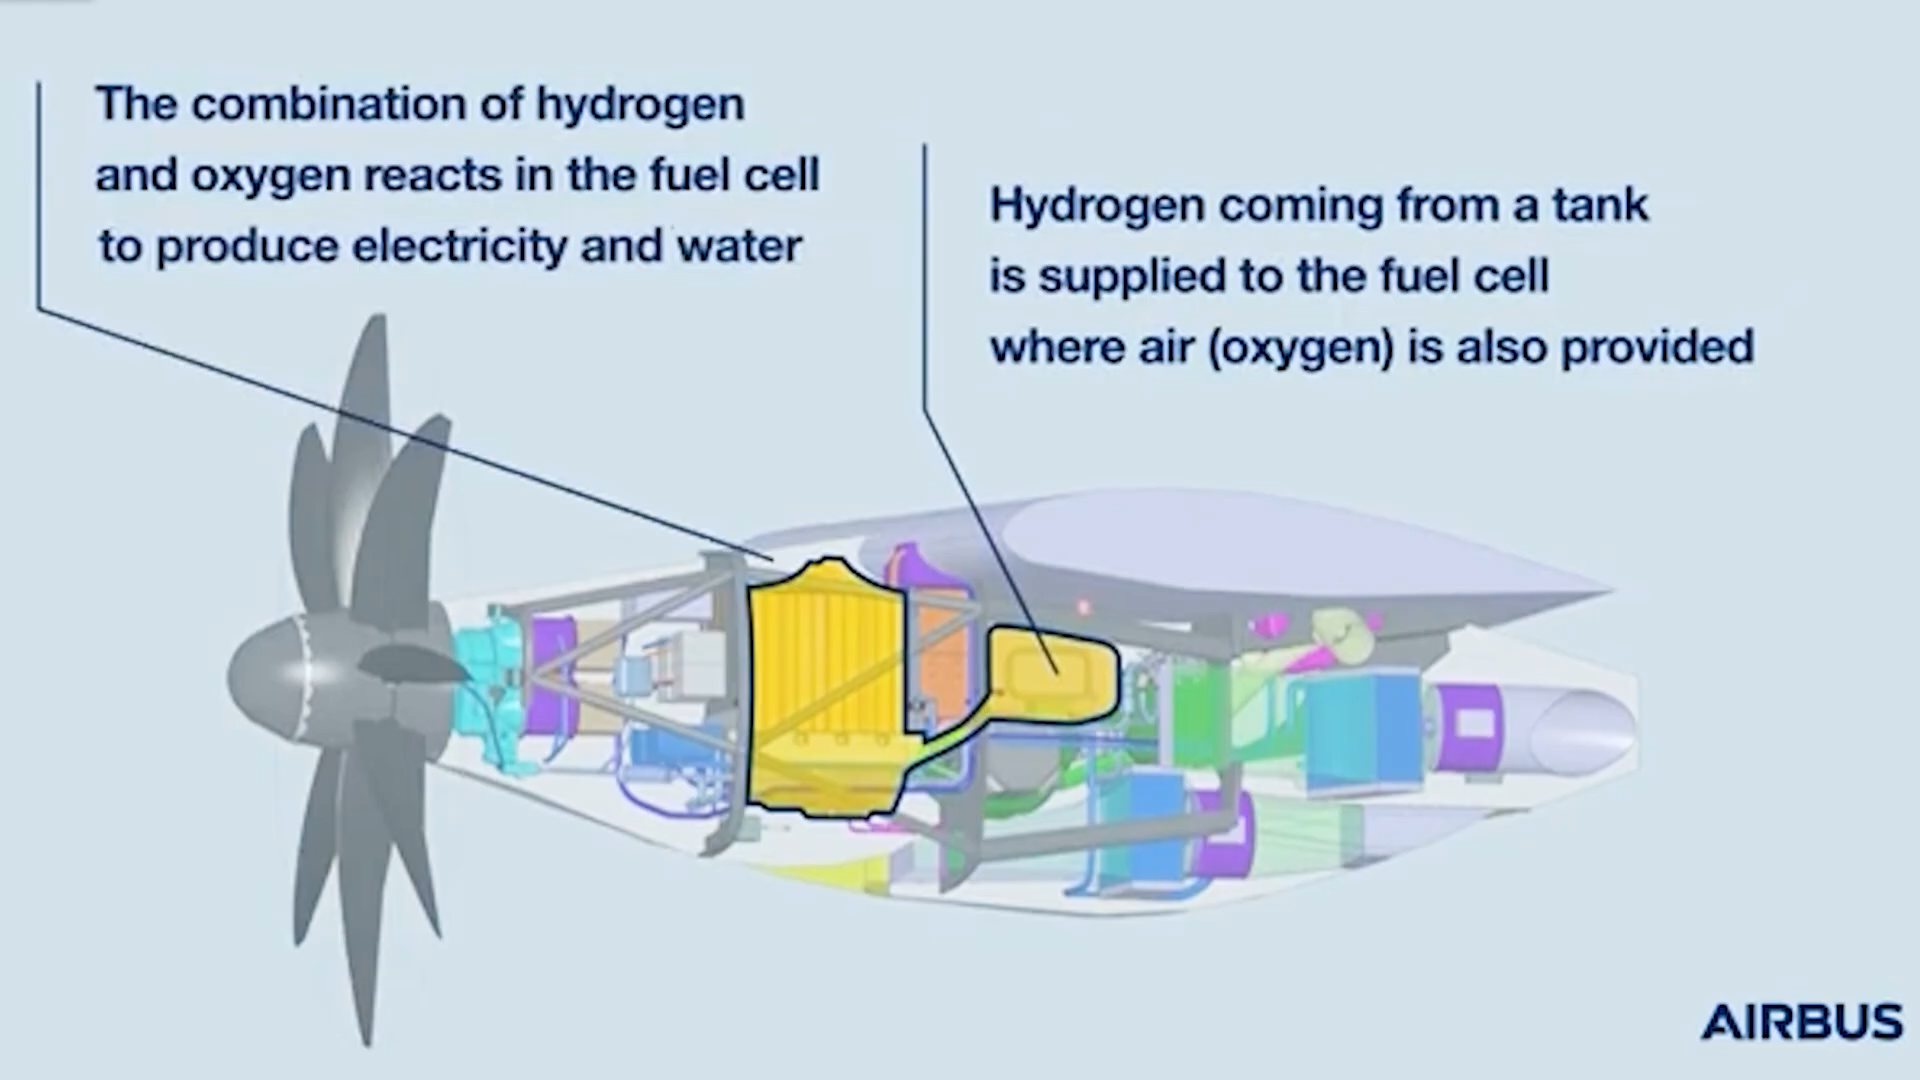 The combination of hydrogen
and oxygen reacts in the fuel cell
to produce electricity and water
Hydrogen coming from a tank
is supplied to the fuel cell
where air (oxygen) is also provided
AIRBUS